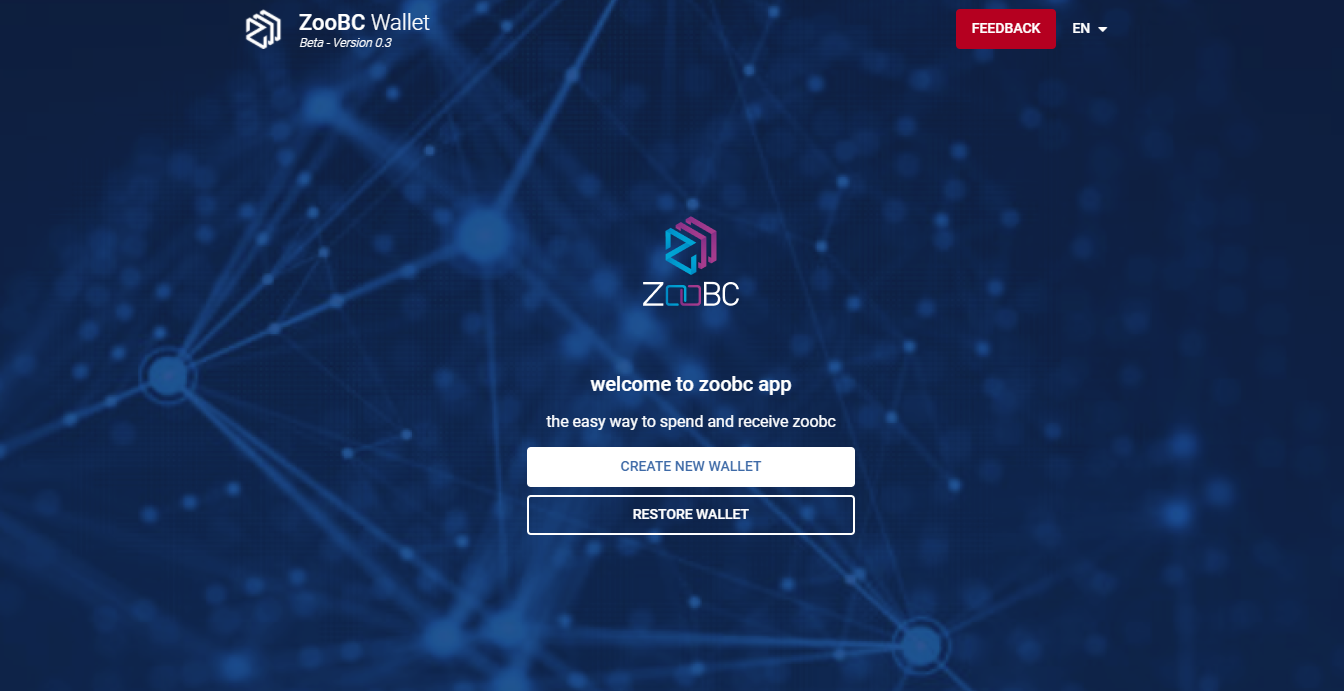 ZooBC Wallet
Beta - Version 0.3
FEEDBACK
EN
ZooBC
welcome to zoobc app
the easy way to spend and receive zoobc
CREATE NEW WALLET
RESTORE WALLET